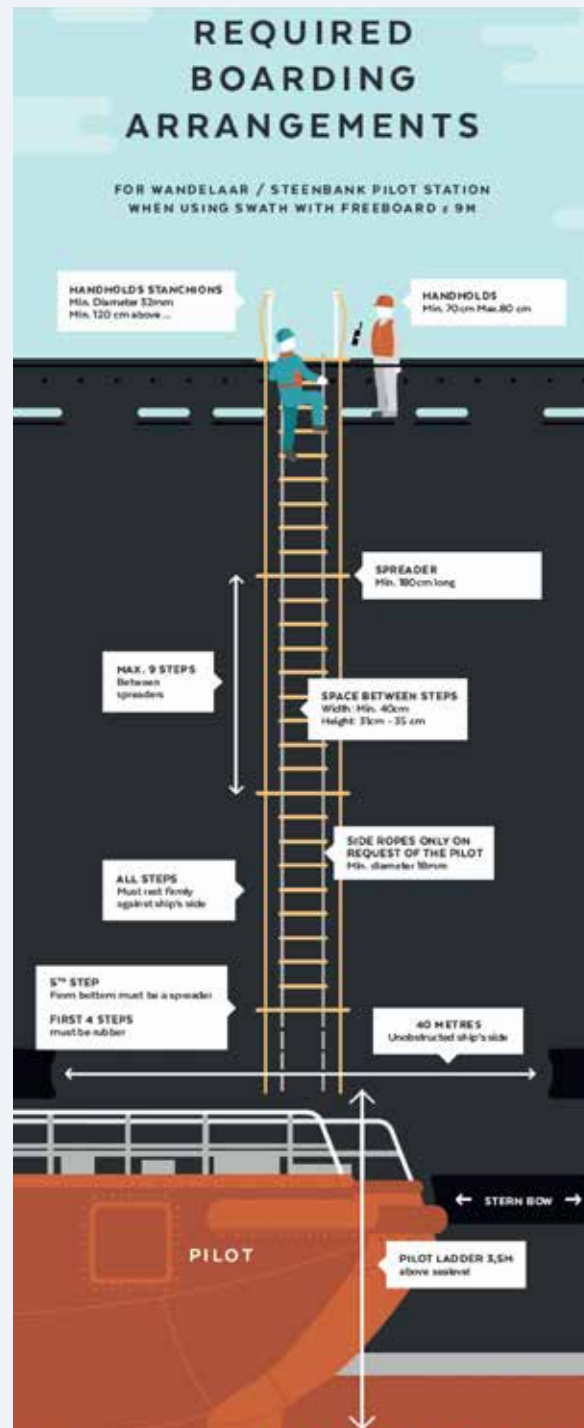 REQUIRED
BOARDING
ARRANGEMENTS
FOR WANDELAAR / STEENBANK PILOT STATION
WHEN USING SWATH WITH FREEBOARD ≤ 9M
HANDHOLDS STANCHIONS
Min. Diameter 32mm
Min. 120 cm above ...
HANDHOLDS
Min. 70cm Max. 80 cm
SPREADER
Min. 180cm long
MAX. 9 STEPS
Between
spreaders
SPACE BETWEEN STEPS
Width: Min. 40cm
Height: 31cm - 35 cm
SIDE ROPES ONLY ON
REQUEST OF THE PILOT
Min. diameter 18mm
ALL STEPS
Must rest firmly
against ship's side
5TH STEP
From bottom must be a spreader
FIRST 4 STEPS
must be rubber
40 METRES
Unobstructed ship's side
← STERN BOW →
PILOT
PILOT LADDER 3,5M
above sealevel